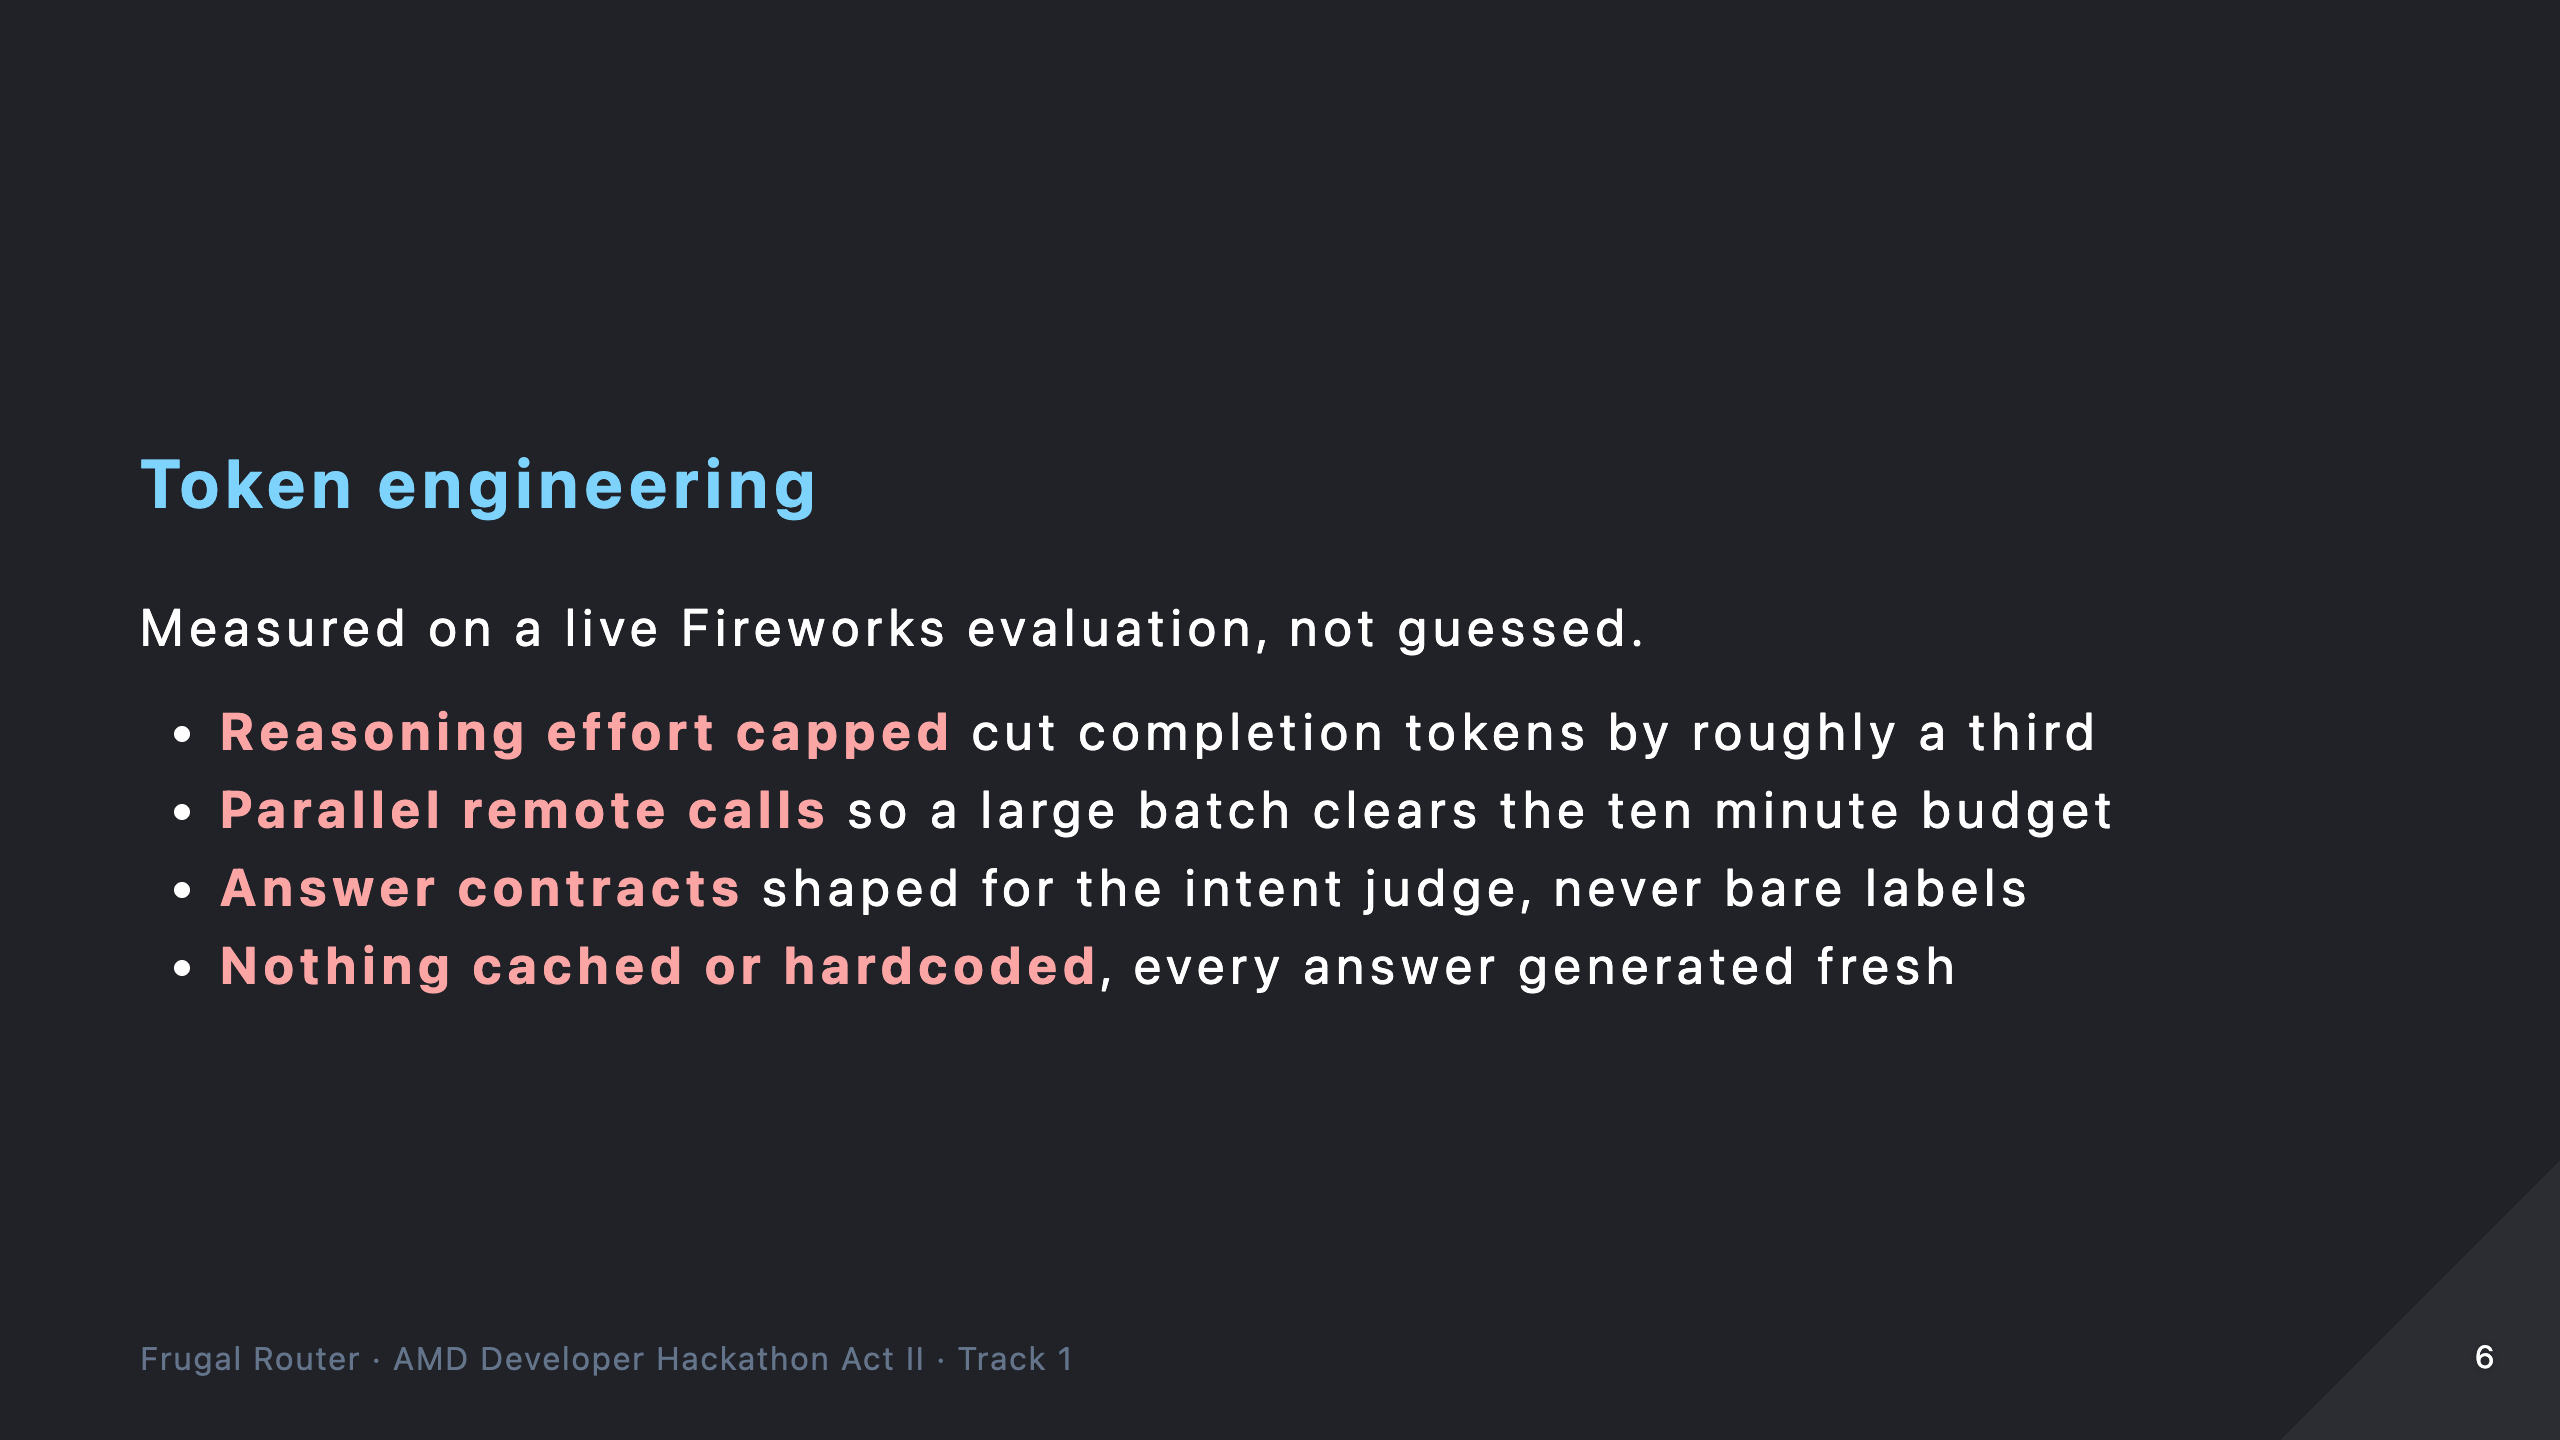 Token engineering
Measured on a live Fireworks evaluation, not guessed.
• Reasoning effort capped cut completion tokens by roughly a third
• Parallel remote calls so a large batch clears the ten minute budget
• Answer contracts shaped for the intent judge, never bare labels
• Nothing cached or hardcoded, every answer generated fresh
Frugal Router · AMD Developer Hackathon Act II · Track 1
6